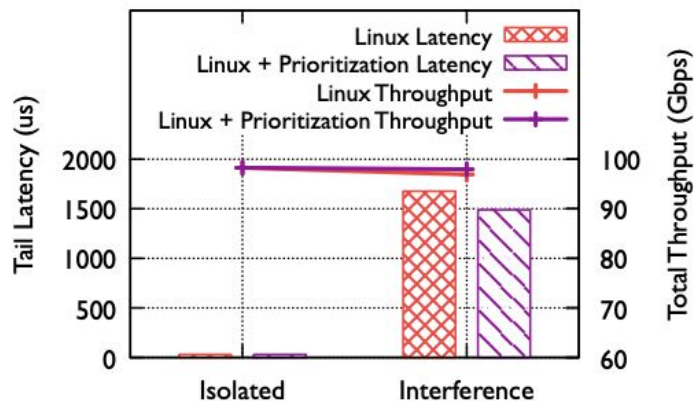 Linux Latency
Linux + Prioritization Latency
Linux Throughput
Linux + Prioritization Throughput
Tail Latency (us)
2000
1500
1000
500
0
100
90
80
70
60
Total Throughput (Gbps)
Isolated
Interference